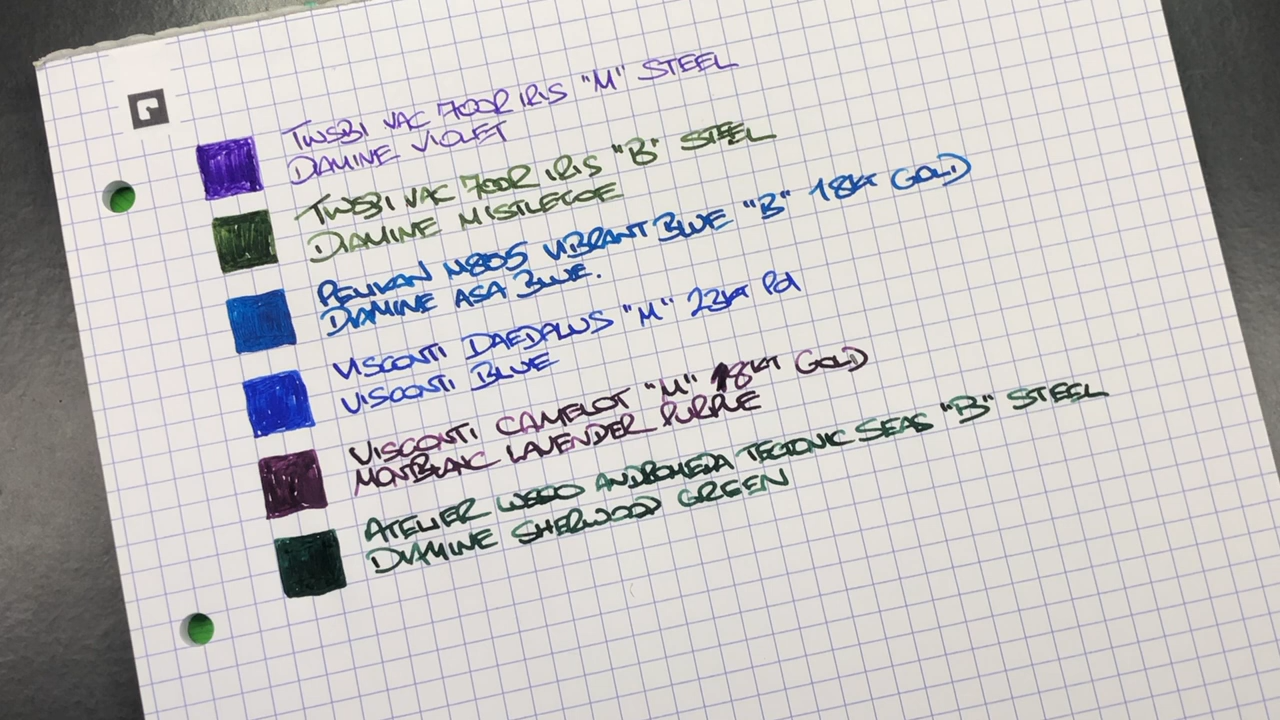 TWSBI VAC 700R IRIS "M" STEEL
DIAMINE VIOLET
TWSBI VAC 700R IRIS "B" STEEL
DIAMINE MISTLETOE
PELIKAN M805 VIBRANT BLUE "B" 18kt GOLD
DIAMINE ASA BLUE.
VISCONTI DAEDALUS "M" 23kt Pd
VISCONTI BLUE
VISCONTI CAMELOT "M" 18kt GOLD
MONTBLANC LAVENDER PURPLE
ATELIER LUSSO ANDROMEDA TECTONIC SEAS "B" STEEL
DIAMINE SHERWOOD GREEN